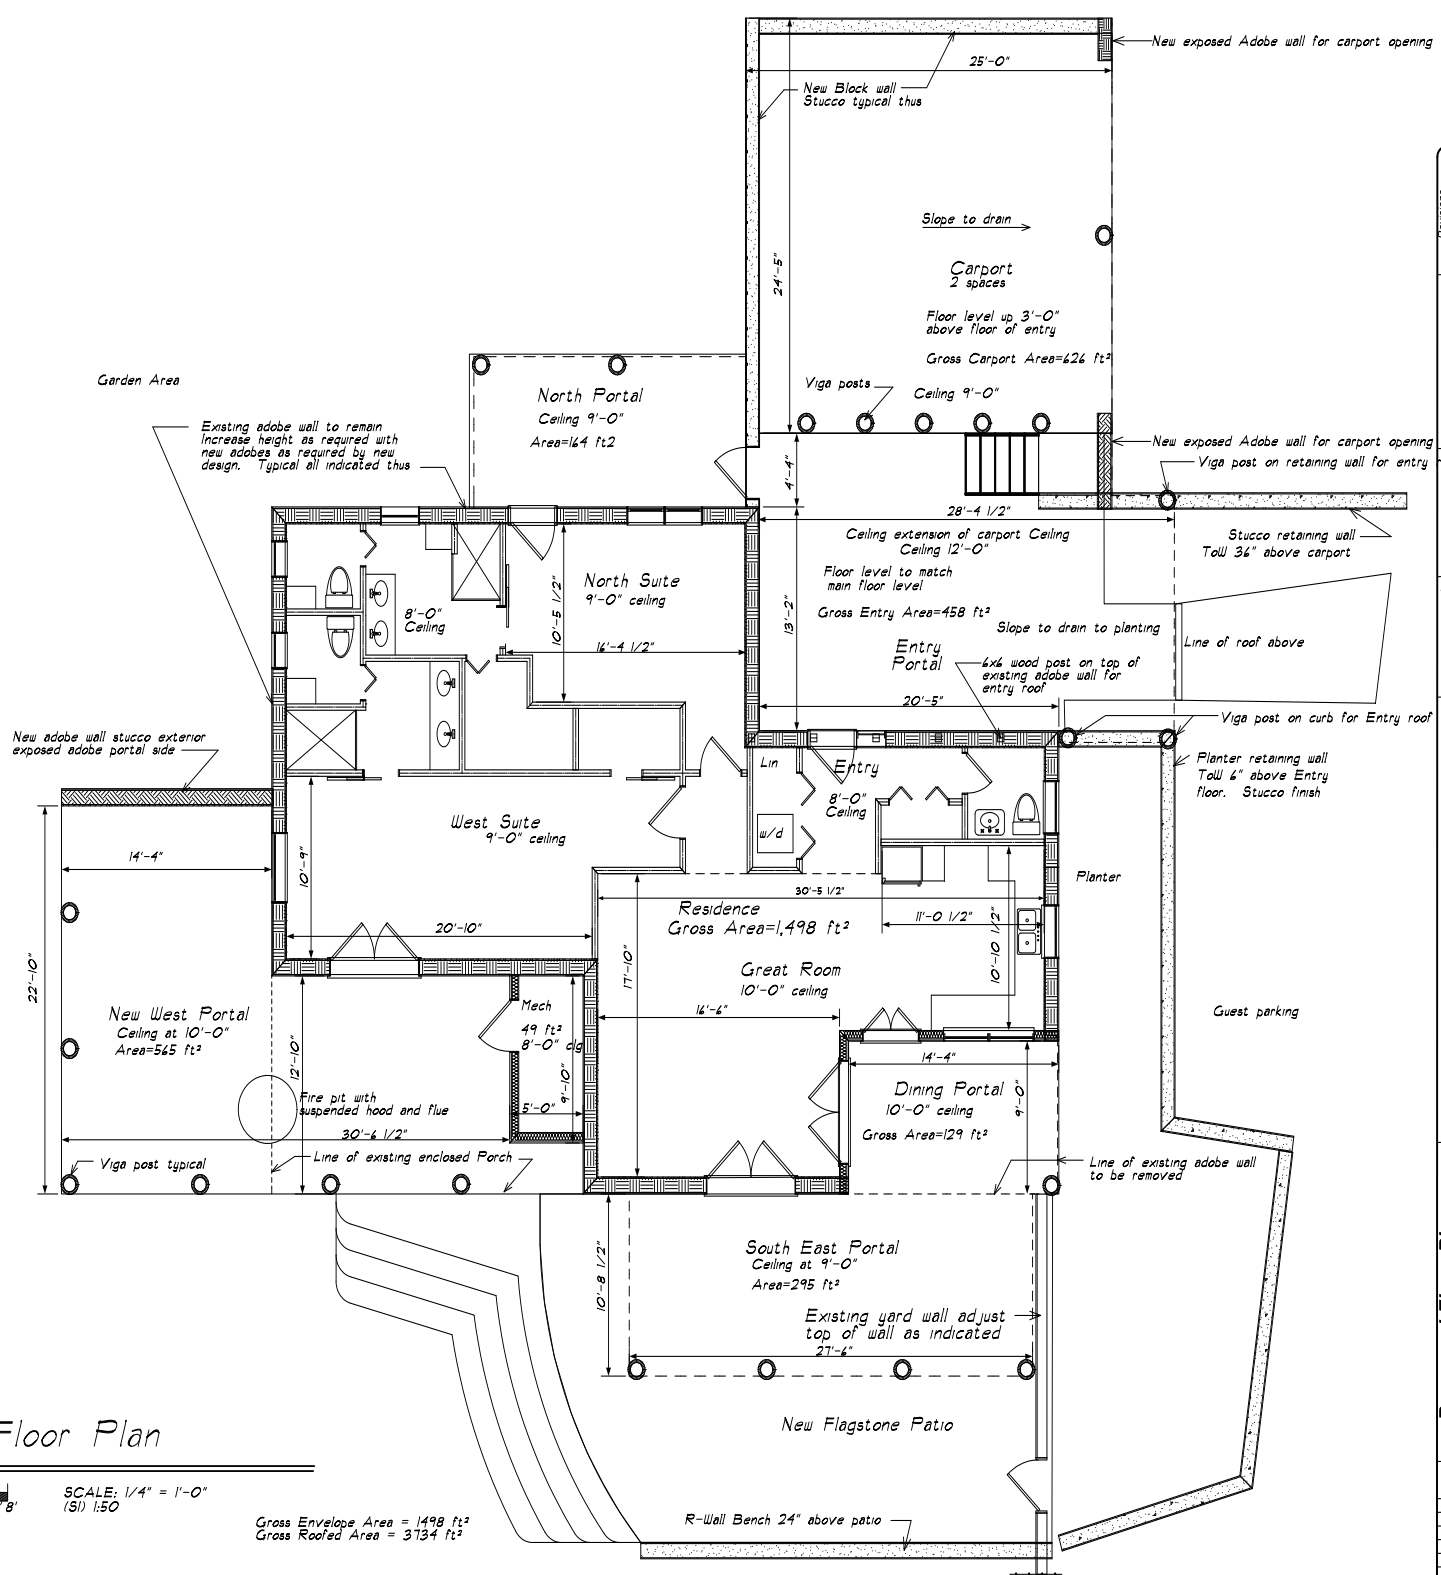 New exposed Adobe wall for carport opening
25'-0"
New Block wall
Stucco typical thus
Slope to drain
24'-5"
Carport
2 spaces
Floor level up 3'-0"
above floor of entry
Gross Carport Area=626 ft²
Viga posts
Ceiling 9'-0"
Garden Area
North Portal
Ceiling 9'-0"
Area=164 ft2
Existing adobe wall to remain
Increase height as required with
new adobes as required by new
design. Typical all indicated thus
New exposed Adobe wall for carport opening
Viga post on retaining wall for entry
4'-4"
28'-4 1/2"
Ceiling extension of carport Ceiling
Ceiling 12'-0"
Stucco retaining wall
ToW 36" above carport
Floor level to match
main floor level
Gross Entry Area=458 ft²
13'-2"
Slope to drain to planting
Line of roof above
Entry
Portal
6x6 wood post on top of
existing adobe wall for
entry roof
20'-5"
Viga post on curb for Entry roof
North Suite
9'-0" ceiling
10'-5 1/2"
8'-0"
Ceiling
16'-4 1/2"
New adobe wall stucco exterior
exposed adobe portal side
Planter retaining wall
ToW 6" above Entry
floor. Stucco finish
Lin
Entry
8'-0"
Ceiling
w/d
West Suite
9'-0" ceiling
14'-4"
10'-9"
20'-10"
Planter
30'-5 1/2"
Residence
Gross Area=1,498 ft²
11'-0 1/2"
10'-10 1/2"
17'-10"
Great Room
10'-0" ceiling
16'-6"
22'-10"
New West Portal
Ceiling at 10'-0"
Area=565 ft²
Mech
49 ft²
8'-0" clg
Guest parking
12'-10"
9'-10"
5'-0"
14'-4"
Dining Portal
10'-0" ceiling
Gross Area=129 ft²
9'-0"
Fire pit with
suspended hood and flue
30'-6 1/2"
Viga post typical
Line of existing enclosed Porch
Line of existing adobe wall
to be removed
10'-8 1/2"
South East Portal
Ceiling at 9'-0"
Area=295 ft²
Existing yard wall adjust
top of wall as indicated
27'-6"
New Flagstone Patio
Floor Plan
8'
SCALE: 1/4" = 1'-0"
(SI) 1:50
Gross Envelope Area = 1498 ft²
Gross Roofed Area = 3734 ft²
R-Wall Bench 24" above patio